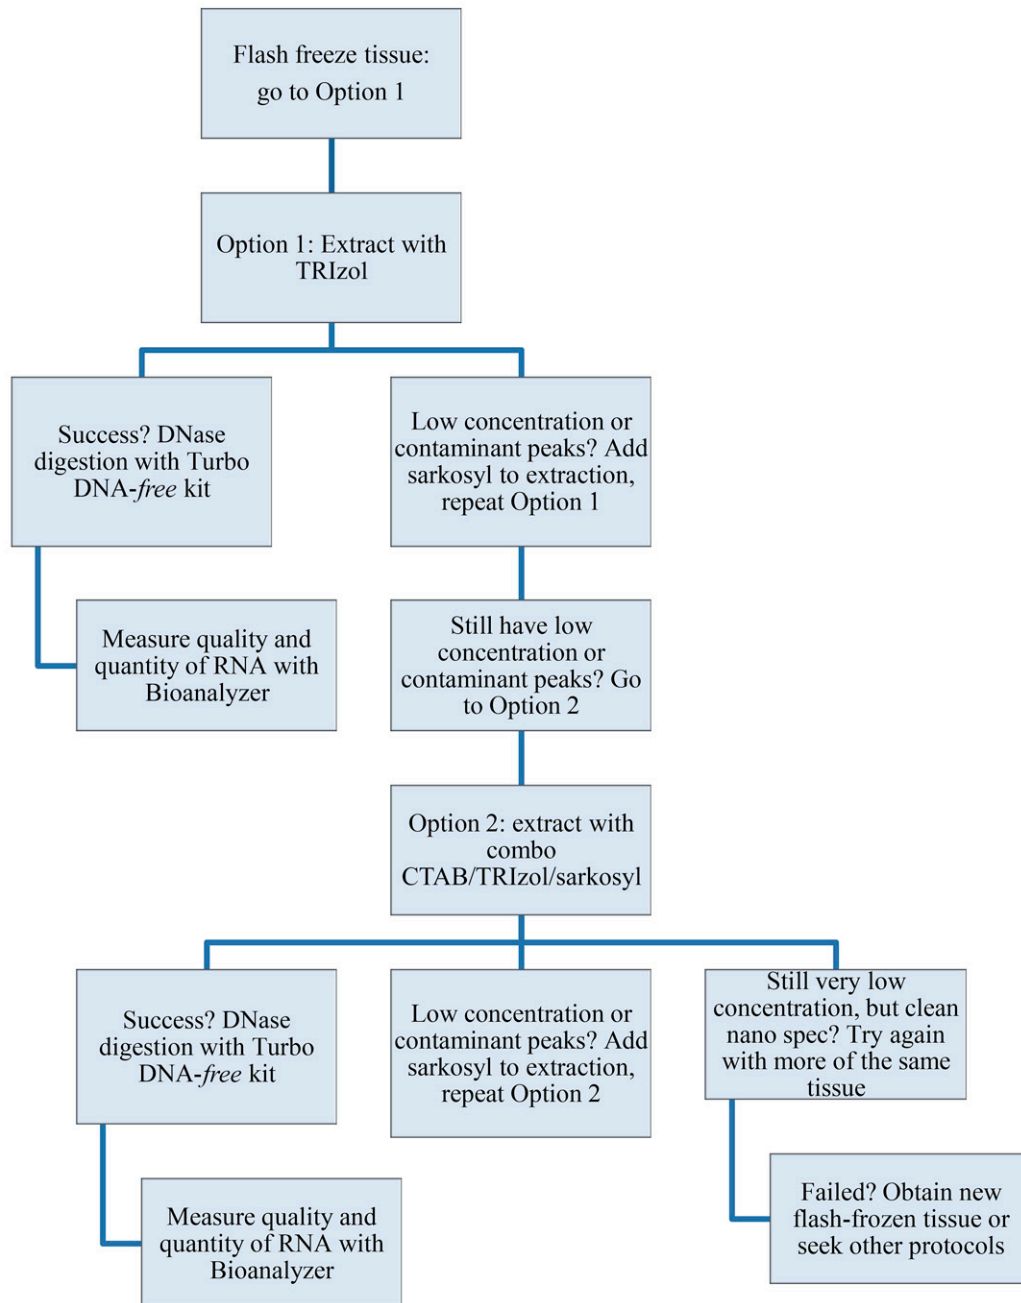 Flash freeze tissue:
go to Option 1
Option 1: Extract with
TRIzol
Success? DNase
digestion with Turbo
DNA-free kit
Low concentration or
contaminant peaks? Add
sarkosyl to extraction,
repeat Option 1
Measure quality and
quantity of RNA with
Bioanalyzer
Still have low
concentration or
contaminant peaks? Go
to Option 2
Option 2: extract with
combo
CTAB/TRIzol/sarkosyl
Success? DNase
digestion with Turbo
DNA-free kit
Low concentration or
contaminant peaks? Add
sarkosyl to extraction,
repeat Option 2
Still very low
concentration, but clean
nano spec? Try again
with more of the same
tissue
Measure quality and
quantity of RNA with
Bioanalyzer
Failed? Obtain new
flash-frozen tissue or
seek other protocols